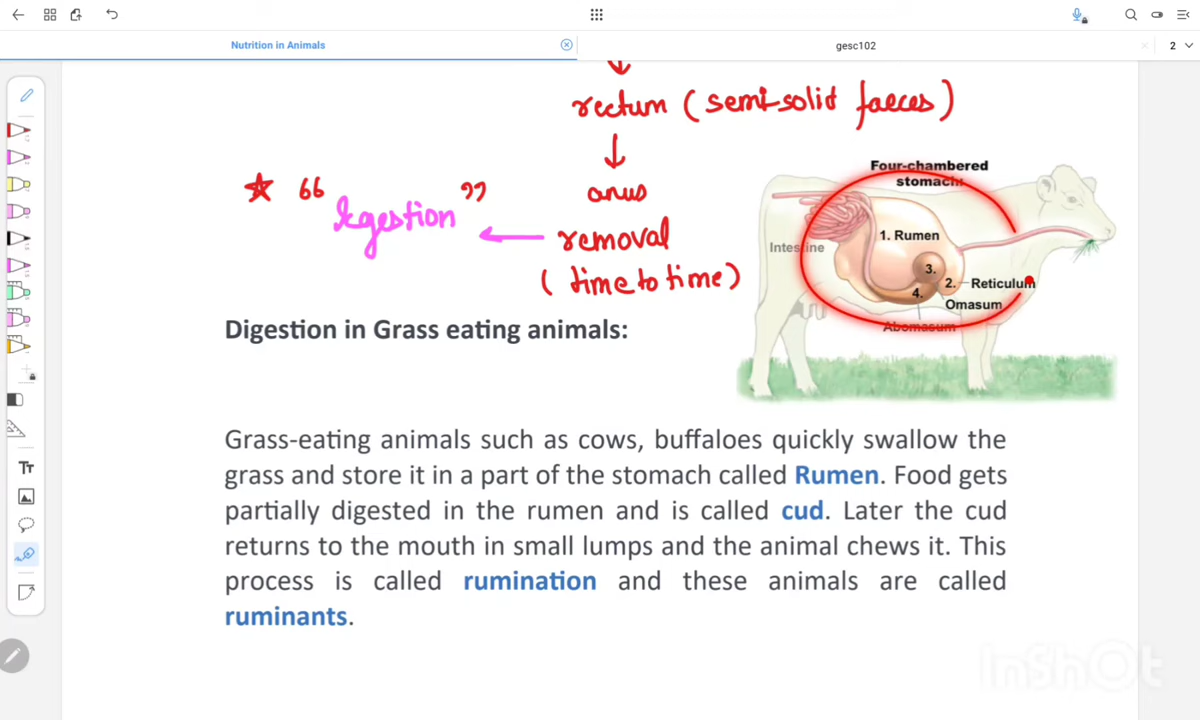 Nutrition in Animals
gesc102
2
rectum (semi-solid faeces)
anus
★ "Egestion" ← removal
(time to time)
Four-chambered
stomach
Intestine
1. Rumen
3.
2. Reticulum
4.
Omasum
Abomasum
Digestion in Grass eating animals:
Grass-eating animals such as cows, buffaloes quickly swallow the
grass and store it in a part of the stomach called Rumen. Food gets
partially digested in the rumen and is called cud. Later the cud
returns to the mouth in small lumps and the animal chews it. This
process is called rumination and these animals are called
ruminants.
Tт
InShOt